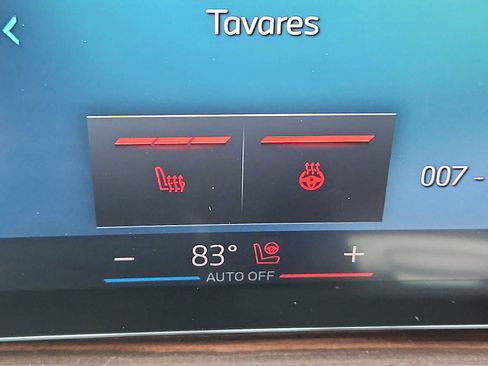 Tavares
007 -
83°
AUTO OFF